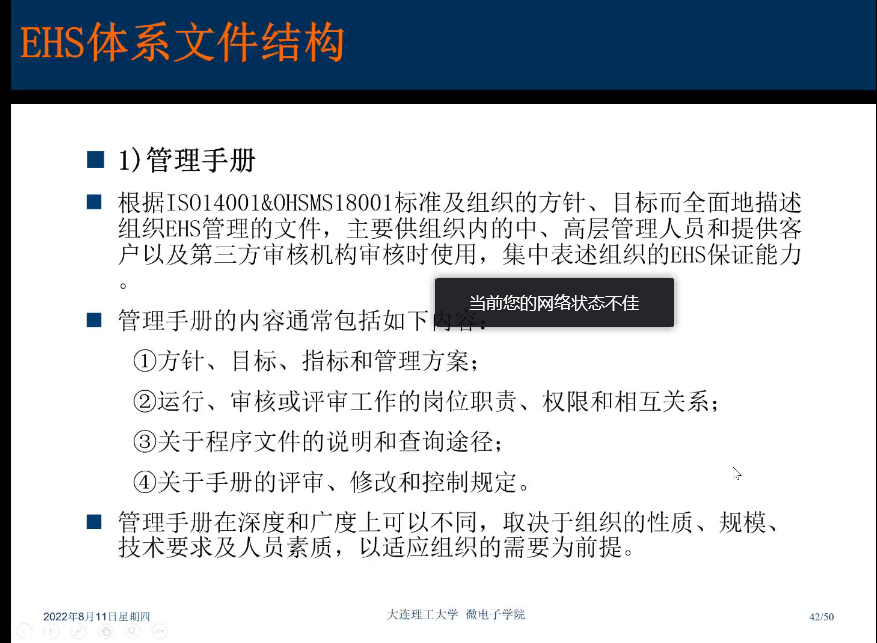 EHS体系文件结构
1)管理手册
根据ISO14001&OHSMS18001标准及组织的方针、目标而全面地描述
组织EHS管理的文件，主要供组织内的中、高层管理人员和提供客
户以及第三方审核机构审核时使用，集中表述组织的EHS保证能力
。
当前您的网络状态不佳
管理手册的内容通常包括如下内容：
①方针、目标、指标和管理方案；
②运行、审核或评审工作的岗位职责、权限和相互关系；
③关于程序文件的说明和查询途径；
④关于手册的评审、修改和控制规定。
管理手册在深度和广度上可以不同，取决于组织的性质、规模、
技术要求及人员素质，以适应组织的需要为前提。
2022年8月11日星期四
大连理工大学 微电子学院
42/50